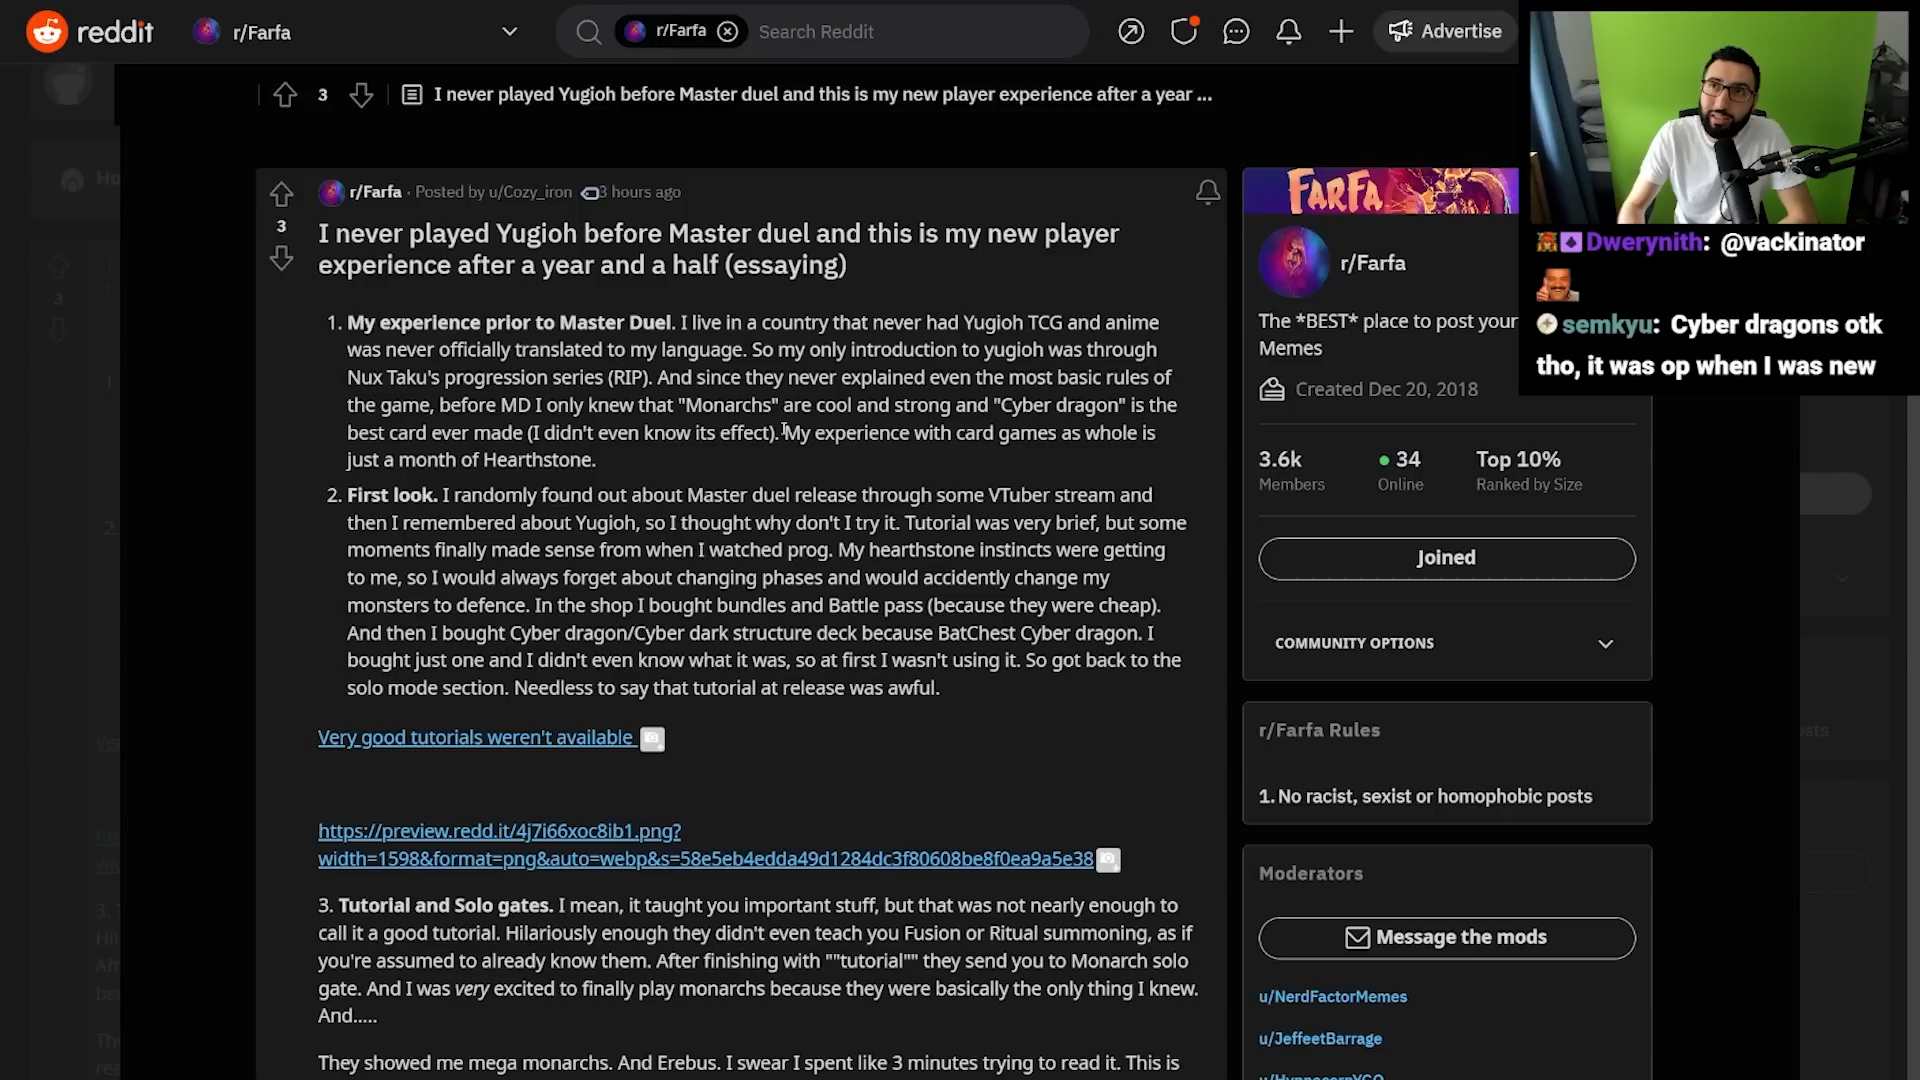 reddit
r/Farfa
r/Farfa
Search Reddit
Advertise
3
I never played Yugioh before Master duel and this is my new player experience after a year ...
r/Farfa · Posted by u/Cozy_iron 3 hours ago
3
I never played Yugioh before Master duel and this is my new player
experience after a year and a half (essaying)
1. My experience prior to Master Duel. I live in a country that never had Yugioh TCG and anime
was never officially translated to my language. So my only introduction to yugioh was through
Nux Taku's progression series (RIP). And since they never explained even the most basic rules of
the game, before MD I only knew that "Monarchs" are cool and strong and "Cyber dragon" is the
best card ever made (I didn't even know its effect). My experience with card games as whole is
just a month of Hearthstone.
2. First look. I randomly found out about Master duel release through some VTuber stream and
then I remembered about Yugioh, so I thought why don't I try it. Tutorial was very brief, but some
moments finally made sense from when I watched prog. My hearthstone instincts were getting
to me, so I would always forget about changing phases and would accidently change my
monsters to defence. In the shop I bought bundles and Battle pass (because they were cheap).
And then I bought Cyber dragon/Cyber dark structure deck because BatChest Cyber dragon. I
bought just one and I didn't even know what it was, so at first I wasn't using it. So got back to the
solo mode section. Needless to say that tutorial at release was awful.
Very good tutorials weren't available
https://preview.redd.it/4j7i66xoc8ib1.png?
width=1598&format=png&auto=webp&s=58e5eb4edda49d1284dc3f80608be8f0ea9a5e38
3. Tutorial and Solo gates. I mean, it taught you important stuff, but that was not nearly enough to
call it a good tutorial. Hilariously enough they didn't even teach you Fusion or Ritual summoning, as if
you're assumed to already know them. After finishing with ""tutorial"" they send you to Monarch solo
gate. And I was very excited to finally play monarchs because they were basically the only thing I knew.
And.....
They showed me mega monarchs. And Erebus. I swear I spent like 3 minutes trying to read it. This is
FARFA
r/Farfa
The *BEST* place to post your
Memes
Created Dec 20, 2018
3.6k
Members
34
Online
Top 10%
Ranked by Size
Joined
COMMUNITY OPTIONS
r/Farfa Rules
1. No racist, sexist or homophobic posts
Moderators
Message the mods
u/NerdFactorMemes
u/JeffeetBarrage
Dwerynith: @vackinator
semkyu: Cyber dragons otk
tho, it was op when I was new